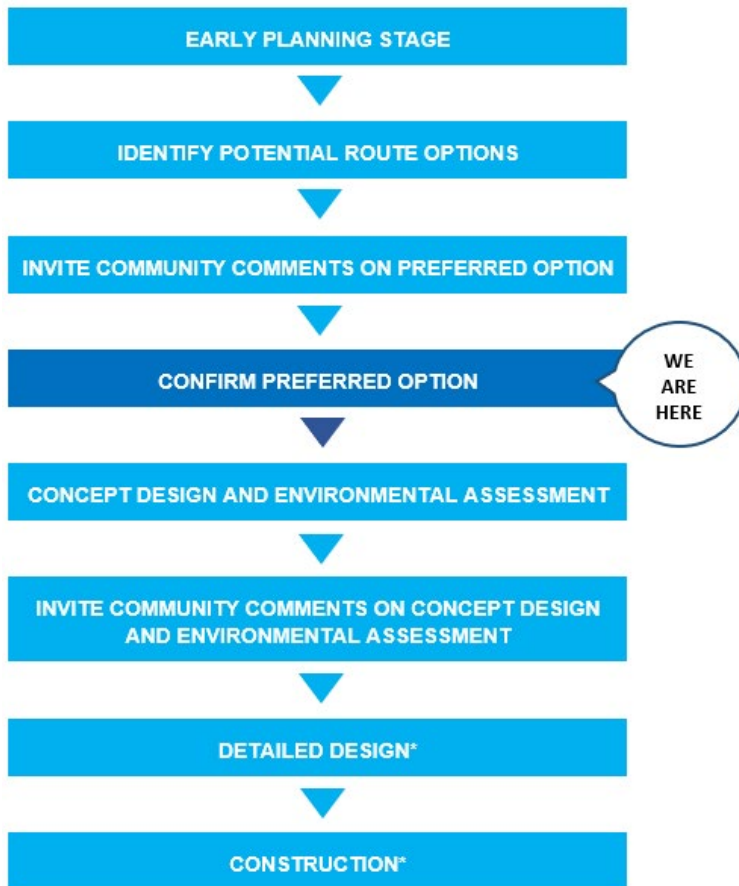 EARLY PLANNING STAGE
IDENTIFY POTENTIAL ROUTE OPTIONS
INVITE COMMUNITY COMMENTS ON PREFERRED OPTION
CONFIRM PREFERRED OPTION
WE
ARE
HERE
CONCEPT DESIGN AND ENVIRONMENTAL ASSESSMENT
INVITE COMMUNITY COMMENTS ON CONCEPT DESIGN
AND ENVIRONMENTAL ASSESSMENT
DETAILED DESIGN*
CONSTRUCTION*